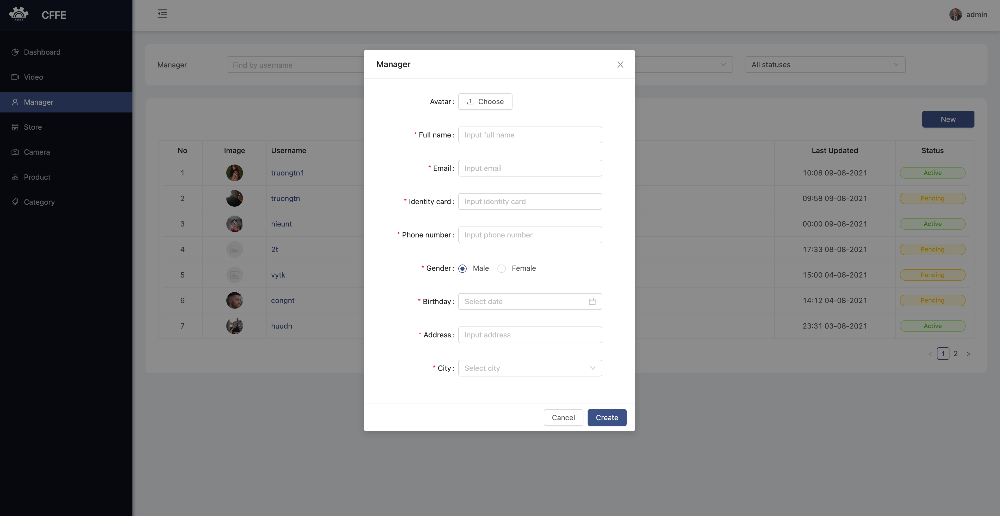 CFFE
CFFE
admin
Dashboard
Video
Manager
Store
Camera
Product
Category
Manager
Find by username
All statuses
New
No Image Username Last Updated Status
1 truongtn1 10:08 09-08-2021 Active
2 truongtn 09:58 09-08-2021 Pending
3 hieunt 00:00 09-08-2021 Active
4 2t 17:33 08-08-2021 Pending
5 vytk 15:00 04-08-2021 Pending
6 congnt 14:12 04-08-2021 Pending
7 huudn 23:31 03-08-2021 Active
1 2
Manager
Avatar: Choose
* Full name: Input full name
* Email: Input email
* Identity card: Input identity card
* Phone number: Input phone number
* Gender: Male Female
* Birthday: Select date
* Address: Input address
* City: Select city
Cancel Create